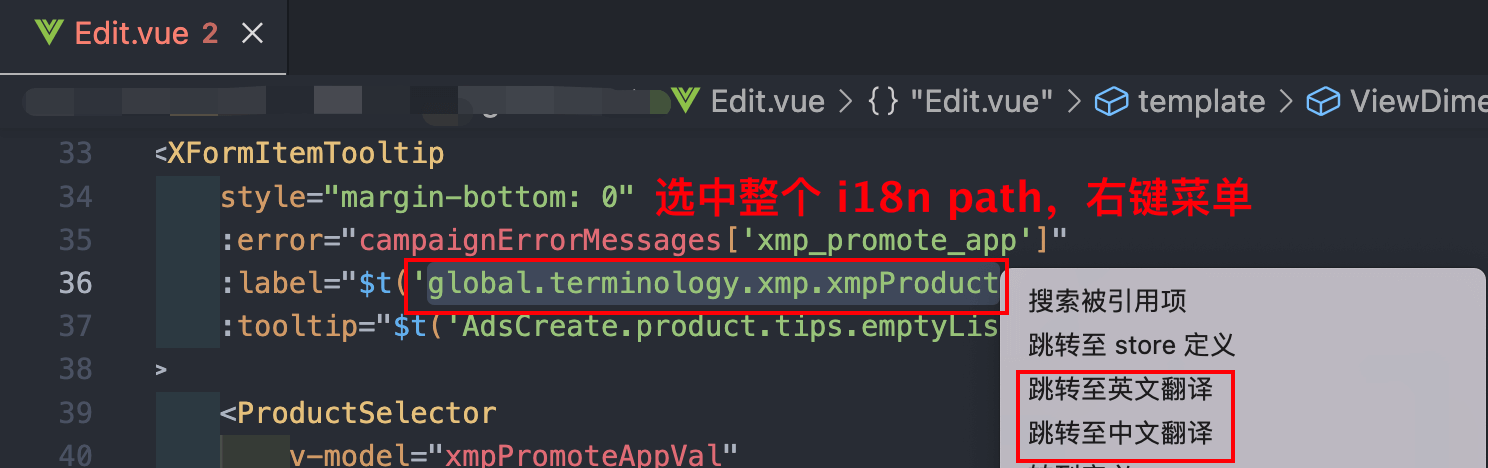 Edit.vue 2
Edit.vue > {} "Edit.vue" > template > ViewDime
33 <XFormItemTooltip
34 style="margin-bottom: 0" 选中整个 i18n path，右键菜单
35 :error="campaignErrorMessages['xmp_promote_app']"
36 :label="$t('global.terminology.xmp.xmpProduct
37 :tooltip="$t('AdsCreate.product.tips.emptyLis
38 >
39 <ProductSelector
40 v-model="xmpPromoteAppVal"
搜索被引用项
跳转至 store 定义
跳转至英文翻译
跳转至中文翻译